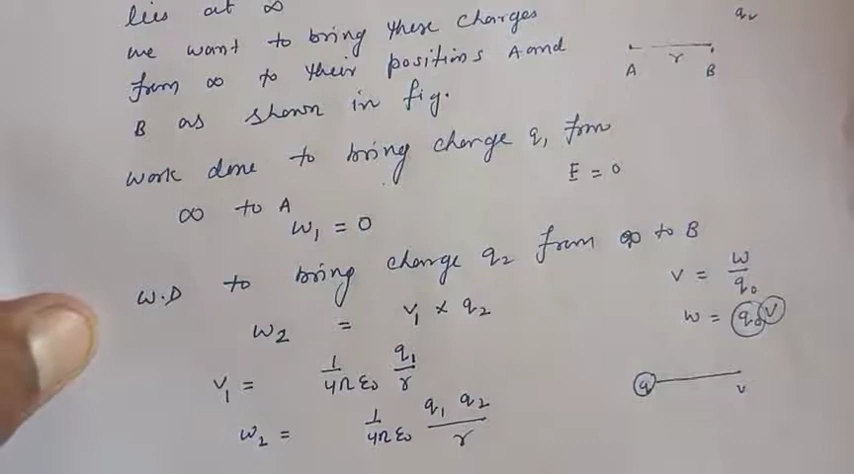 lies at ∞
q₂
we want to bring these charges
from ∞ to their positions A and
B as shown in fig.
A r B
work done to bring charge q₁ from
∞ to A
E = 0
W₁ = 0
W.D to bring charge q₂ from ∞ to B
W₂ = V₁ × q₂
V = W/q₀
W = q₀V
V₁ = 1/4πε₀ q₁/r
q v
W₂ = 1/4πε₀ q₁ q₂/r